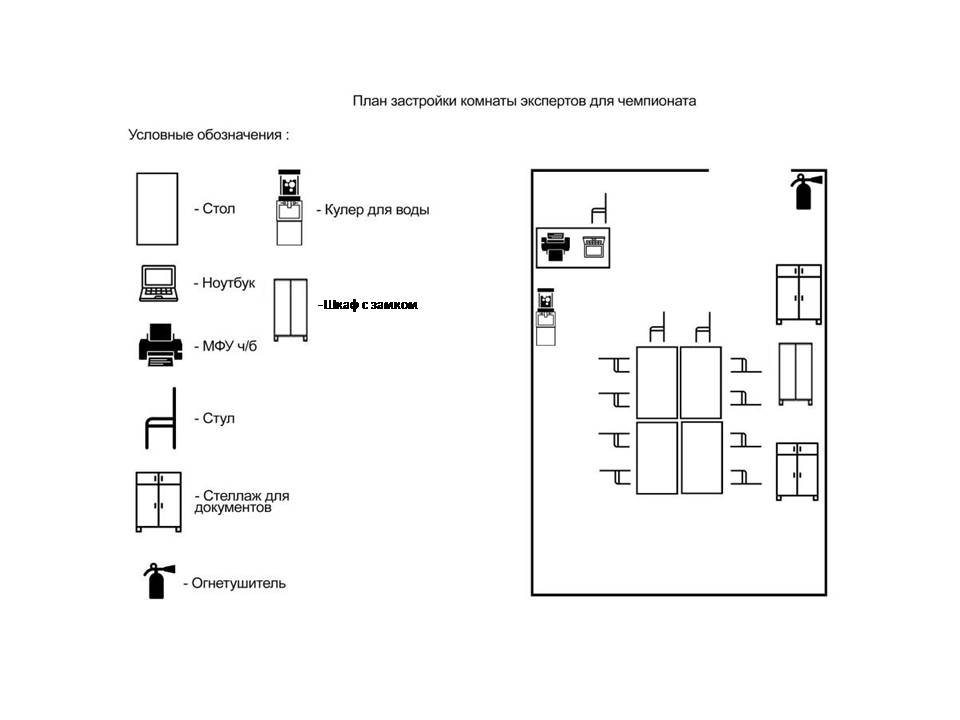 План застройки комнаты экспертов для чемпионата
Условные обозначения :
- Стол
- Кулер для воды
- Ноутбук
-Шкаф с замком
- МФУ ч/б
- Стул
- Стеллаж для
документов
- Огнетушитель